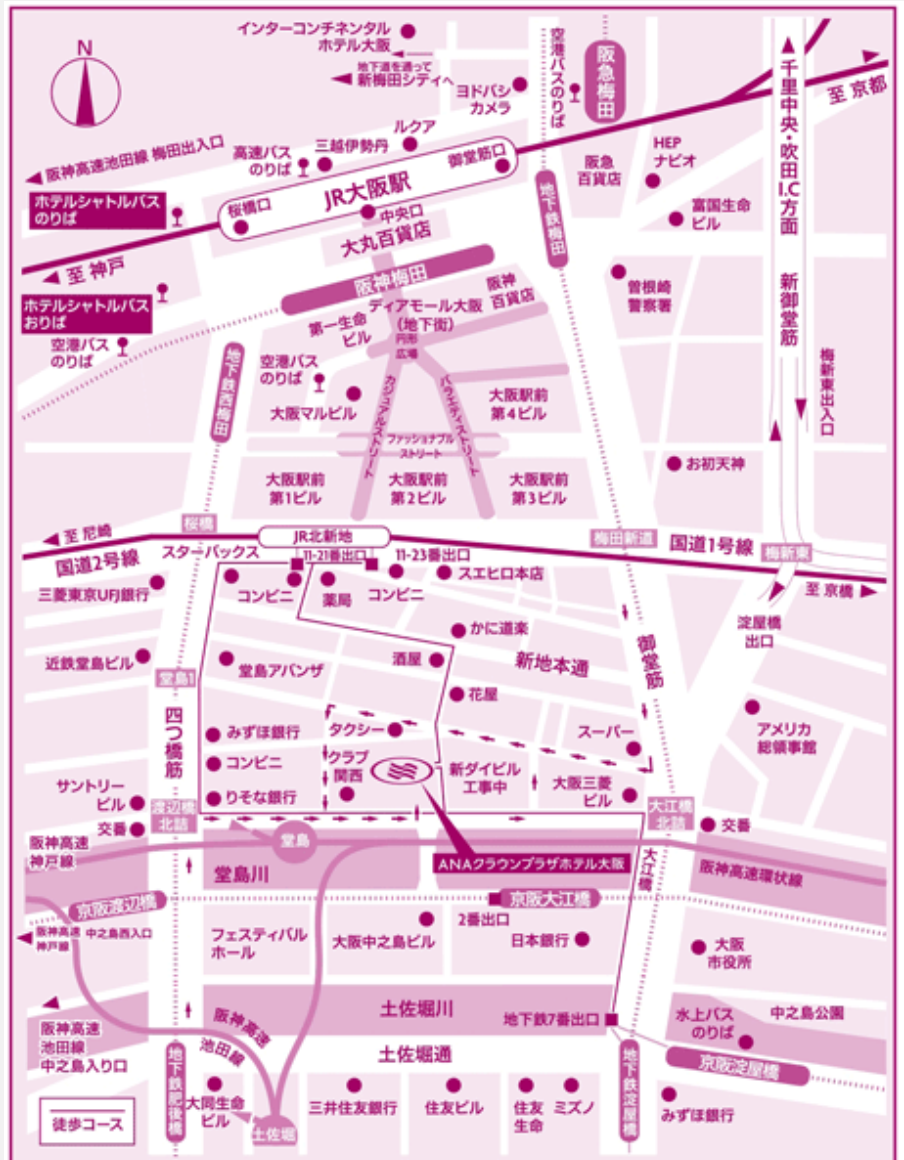 インターコンチネンタル
ホテル大阪
地下道を通って
新梅田シティへ
N
ヨドバシ
カメラ
空港バスのりば
阪急梅田
千里中央・吹田I.C方面
至 京都
阪神高速池田線 梅田出入口
高速バス
のりば
三越伊勢丹
ルクア
御堂筋口
JR大阪駅
桜橋口
中央口
大丸百貨店
ホテルシャトルバス
のりば
阪急
百貨店
HEP
ナビオ
富国生命
ビル
地下鉄梅田
至 神戸
阪神梅田
阪神
百貨店
曽根崎
警察署
新御堂筋
ホテルシャトルバス
おりば
空港バス
のりば
ディアモール大阪
(地下街)
第一生命
ビル
円形
広場
梅新東出入口
地下鉄西梅田
空港バス
のりば
大阪マルビル
カジュアルストリート
バラエティストリート
大阪駅前
第4ビル
ファッショナブル
ストリート
お初天神
大阪駅前
第1ビル
大阪駅前
第2ビル
大阪駅前
第3ビル
至 尼崎
桜橋
JR北新地
梅田新道
国道1号線
梅新東
国道2号線
スターバックス
11-21番出口
11-23番出口
スエヒロ本店
三菱東京UFJ銀行
コンビニ
薬局
コンビニ
至 京橋
淀屋橋
出口
かに道楽
近鉄堂島ビル
堂島アバンザ
酒屋
新地本通
御堂筋
堂島1
花屋
四つ橋筋
みずほ銀行
タクシー
スーパー
アメリカ
総領事館
コンビニ
クラブ
関西
新ダイビル
工事中
サントリー
ビル
りそな銀行
大阪三菱
ビル
渡辺橋
北詰
大江橋
北詰
交番
交番
阪神高速
神戸線
堂島
ANAクラウンプラザホテル大阪
大江橋
阪神高速環状線
堂島川
京阪渡辺橋
京阪大江橋
2番出口
阪神高速
神戸線
中之島西入口
フェスティバル
ホール
大阪中之島ビル
日本銀行
大阪
市役所
土佐堀川
地下鉄7番出口
水上バス
のりば
中之島公園
阪神高速
池田線
中之島入り口
阪神高速
池田線
土佐堀通
京阪淀屋橋
地下鉄肥後橋
地下鉄淀屋橋
大同生命
ビル
土佐堀
三井住友銀行
住友ビル
住友
生命
ミズノ
みずほ銀行
徒歩コース